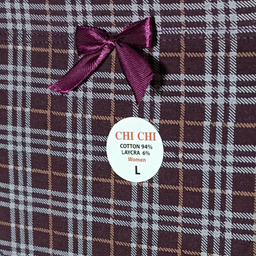 CHI CHI
COTTON 94%
LAYCRA 6%
Women
L